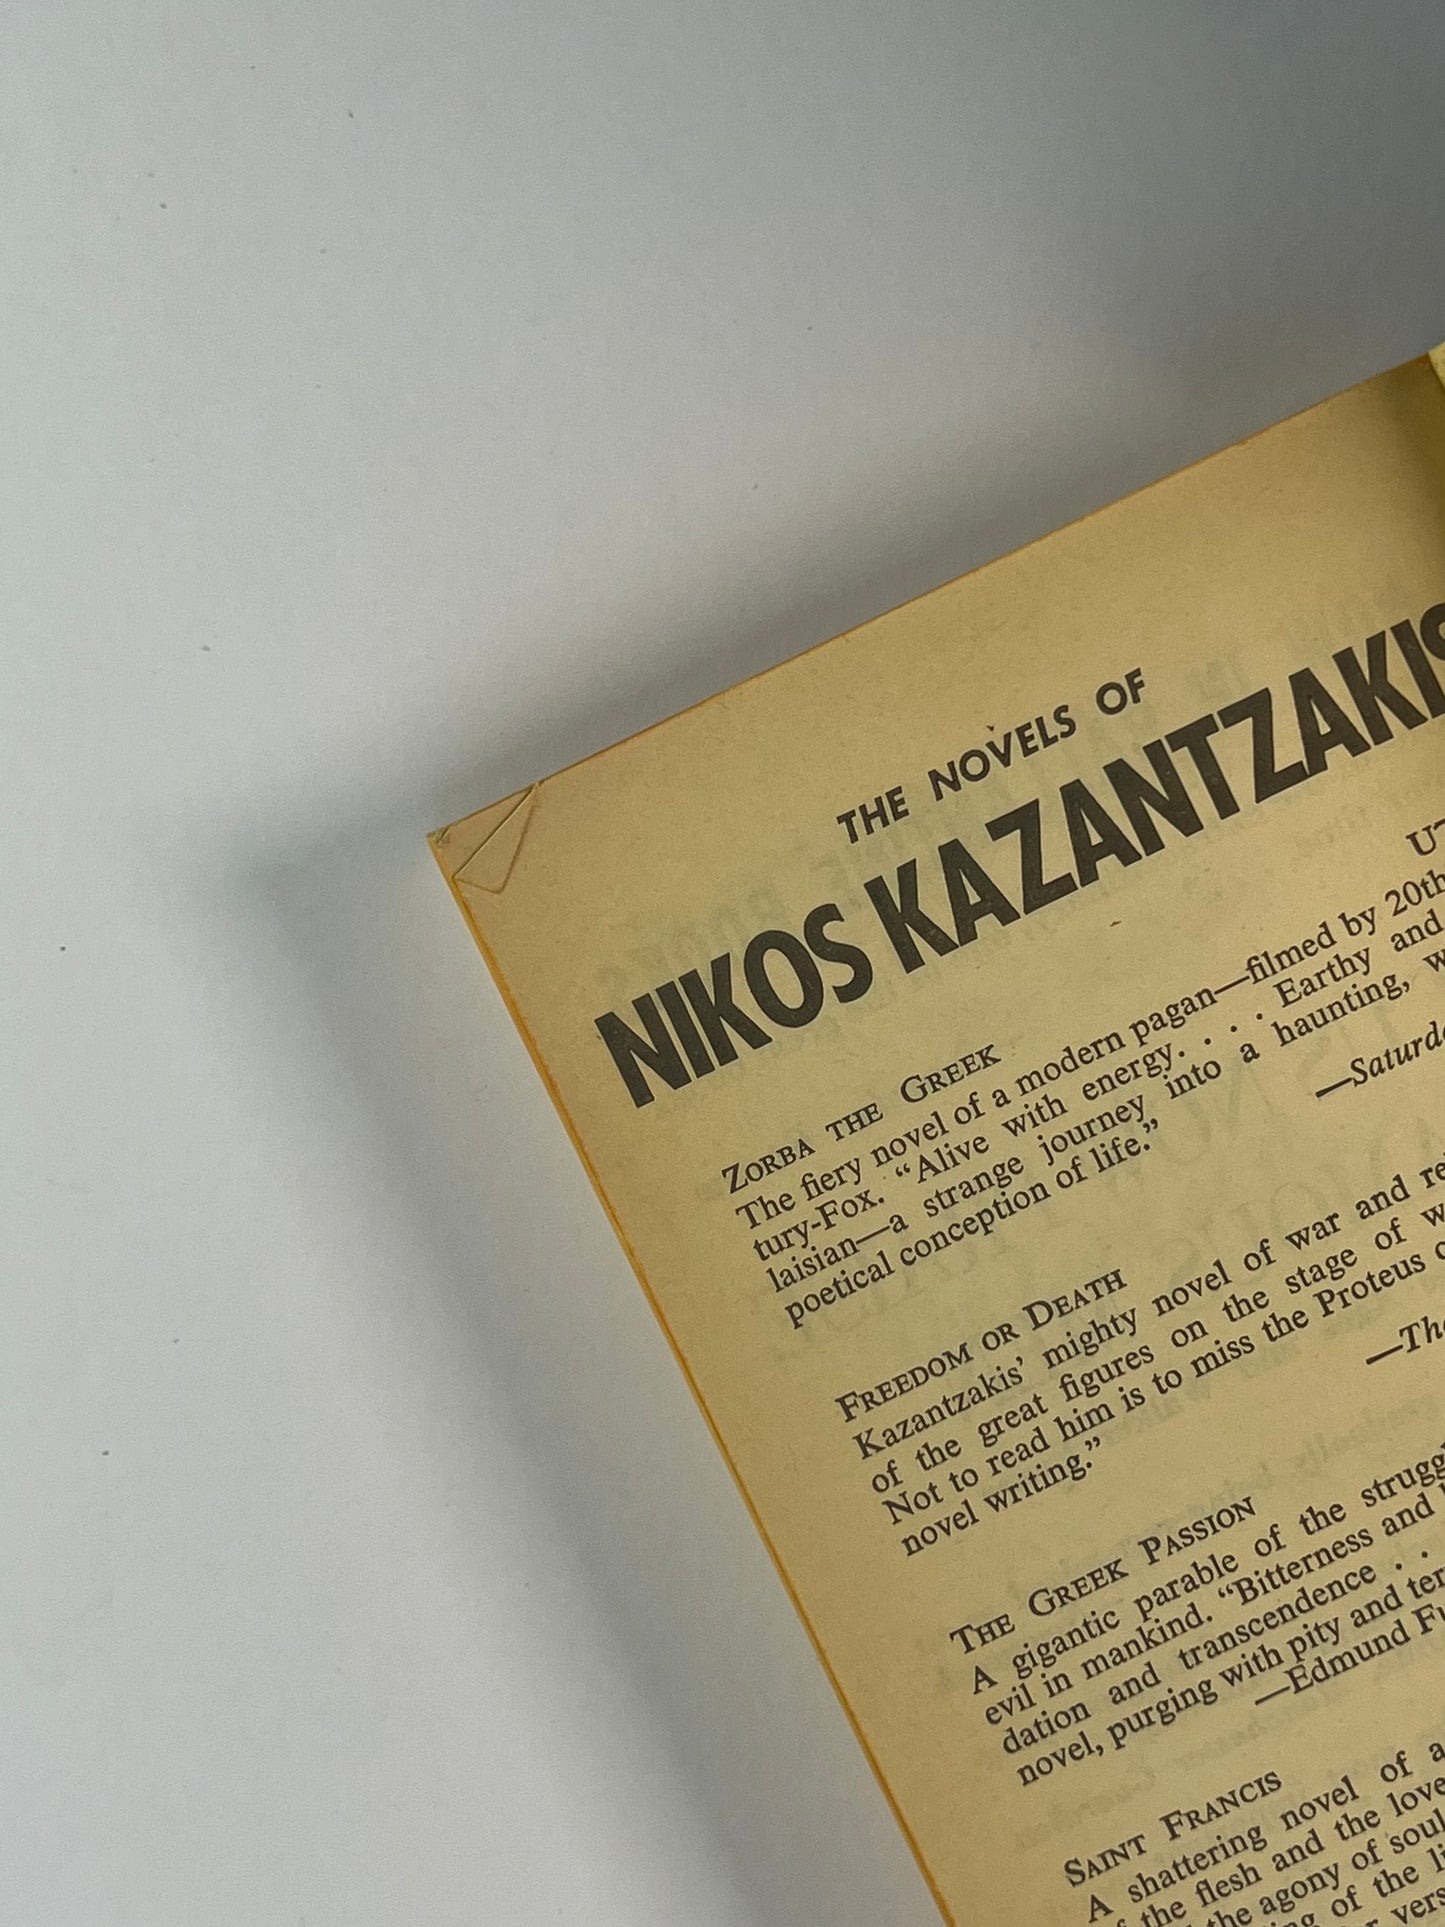 THE NOVELS OF
NIKOS KAZANTZAKIS
ZORBA THE GREEK
The fiery novel of a modern pagan—filmed by 20th
tury-Fox. “Alive with energy. . . . Earthy and
laisian—a strange journey into a haunting,
poetical conception of life.”
—Saturd
FREEDOM OR DEATH
Kazantzakis’ mighty novel of war and
of the great figures on the stage of
Not to read him is to miss the Proteus
novel writing.”
—The
THE GREEK PASSION
A gigantic parable of the
evil in mankind. “Bitterness and
dation and transcendence . .
novel, purging with pity and
—Edmund
SAINT FRANCIS
A shattering novel of a
the flesh and the love
the agony of soul
of the